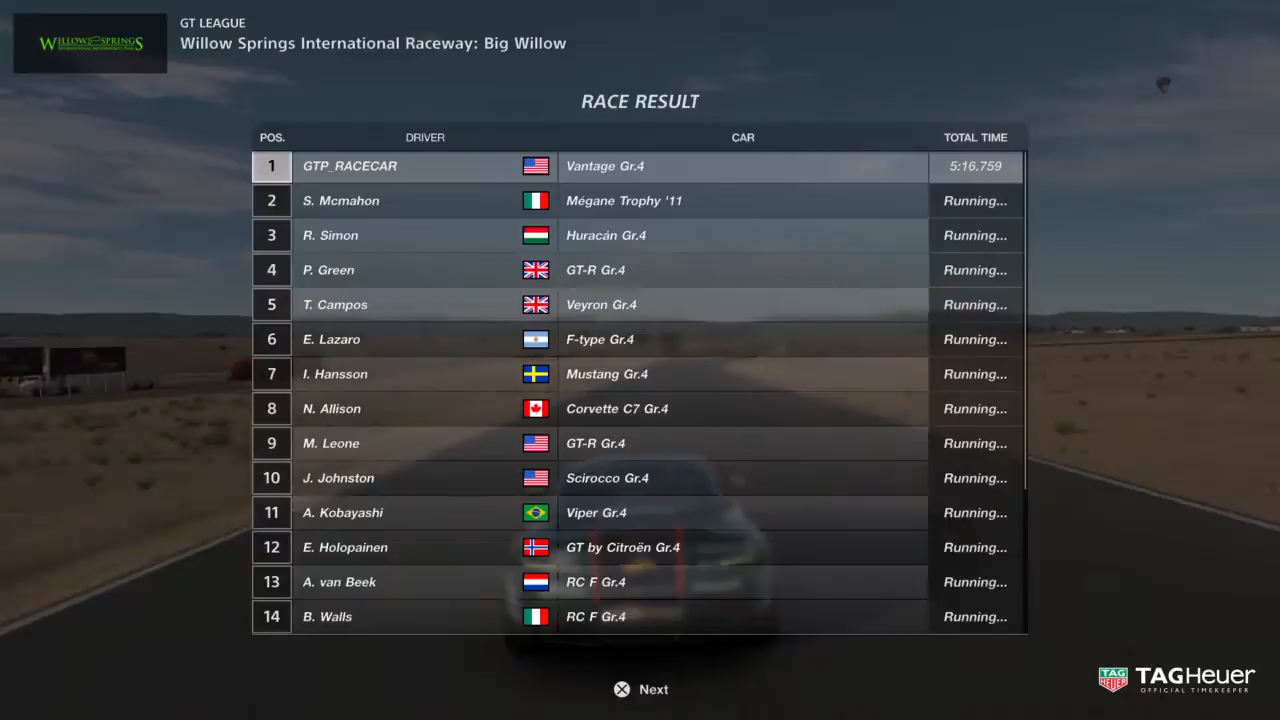 GT LEAGUE
WILLOW SPRINGS
Willow Springs International Raceway: Big Willow
RACE RESULT
POS. DRIVER CAR TOTAL TIME
1 GTP_RACECAR Vantage Gr.4 5:16.759
2 S. Mcmahon Mégane Trophy '11 Running...
3 R. Simon Huracán Gr.4 Running...
4 P. Green GT-R Gr.4 Running...
5 T. Campos Veyron Gr.4 Running...
6 E. Lazaro F-type Gr.4 Running...
7 I. Hansson Mustang Gr.4 Running...
8 N. Allison Corvette C7 Gr.4 Running...
9 M. Leone GT-R Gr.4 Running...
10 J. Johnston Scirocco Gr.4 Running...
11 A. Kobayashi Viper Gr.4 Running...
12 E. Holopainen GT by Citroën Gr.4 Running...
13 A. van Beek RC F Gr.4 Running...
14 B. Walls RC F Gr.4 Running...
Next
TAG HEUER TAGHeuer
OFFICIAL TIMEKEEPER